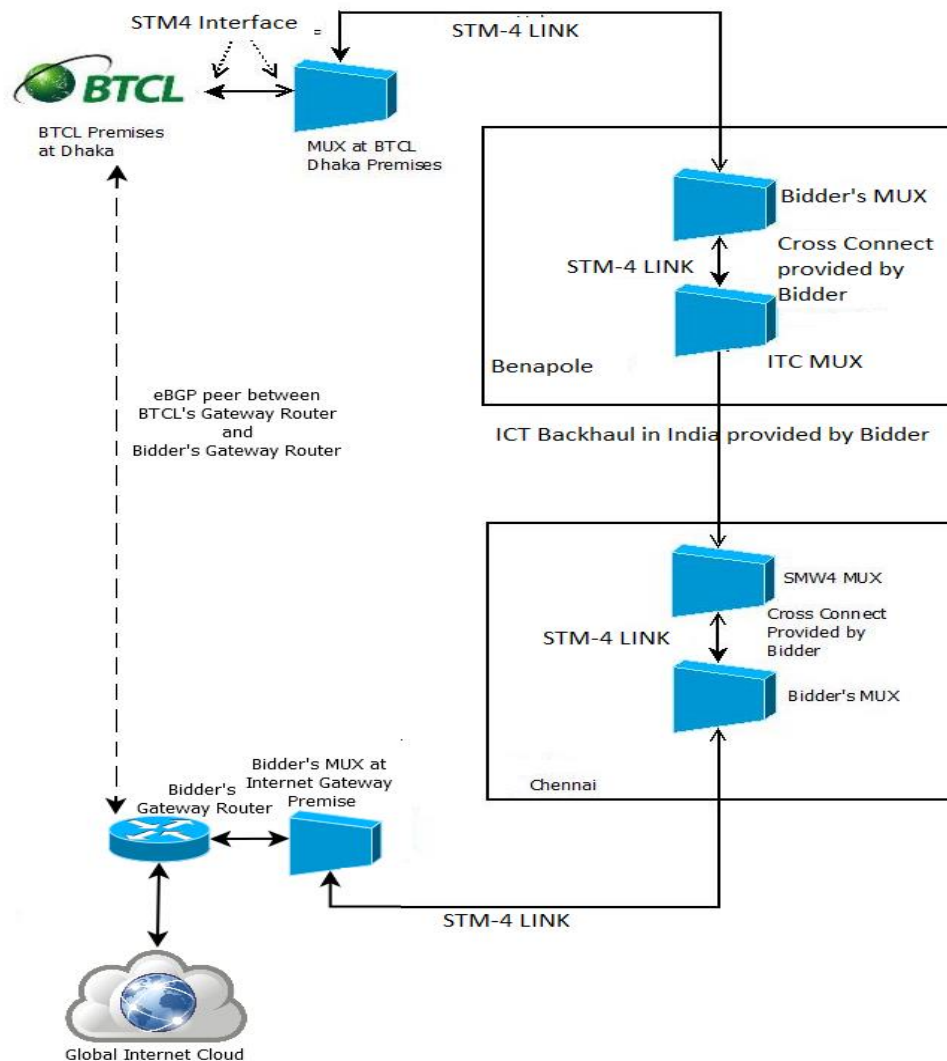 STM4 Interface
STM-4 LINK
BTCL
BTCL Premises
at Dhaka
MUX at BTCL
Dhaka Premises
Bidder's MUX
Cross Connect
provided by
Bidder
STM-4 LINK
ITC MUX
Benapole
eBGP peer between
BTCL's Gateway Router
and
Bidder's Gateway Router
ICT Backhaul in India provided by Bidder
SMW4 MUX
Cross Connect
Provided by
Bidder
STM-4 LINK
Bidder's MUX
Chennai
Bidder's MUX at
Internet Gateway
Premise
Bidder's
Gateway Router
STM-4 LINK
Global Internet Cloud